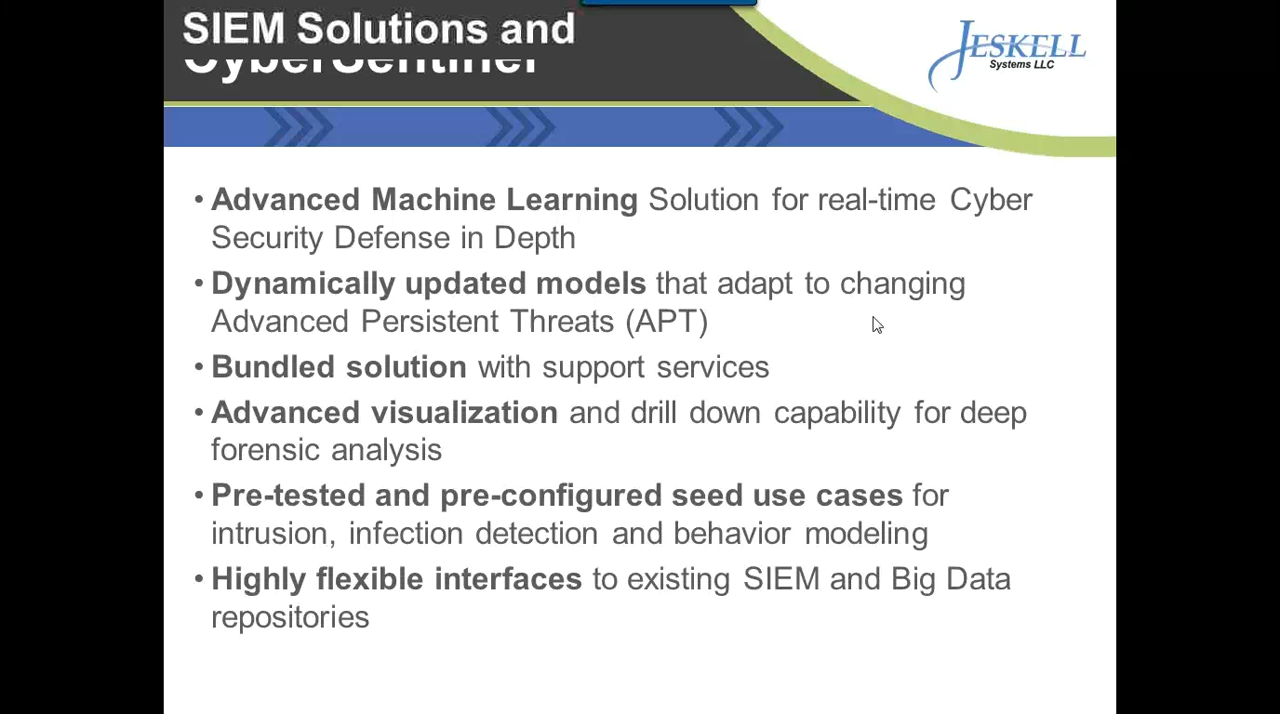 SIEM Solutions and
CyberSentinel
JESKELL
Systems LLC
• Advanced Machine Learning Solution for real-time Cyber
Security Defense in Depth
• Dynamically updated models that adapt to changing
Advanced Persistent Threats (APT)
• Bundled solution with support services
• Advanced visualization and drill down capability for deep
forensic analysis
• Pre-tested and pre-configured seed use cases for
intrusion, infection detection and behavior modeling
• Highly flexible interfaces to existing SIEM and Big Data
repositories